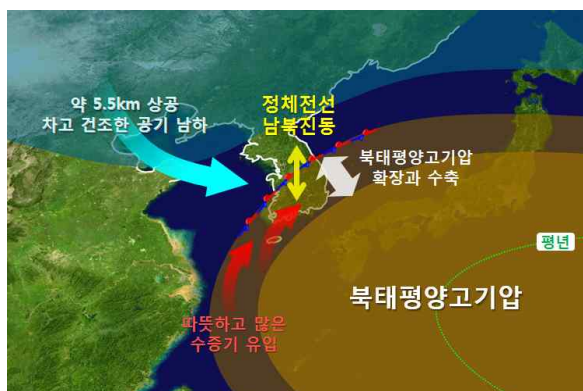 약 5.5km 상공
차고 건조한 공기 남하
정체전선
남북진동
북태평양고기압
확장과 수축
평년
북태평양고기압
따뜻하고 많은
수증기 유입